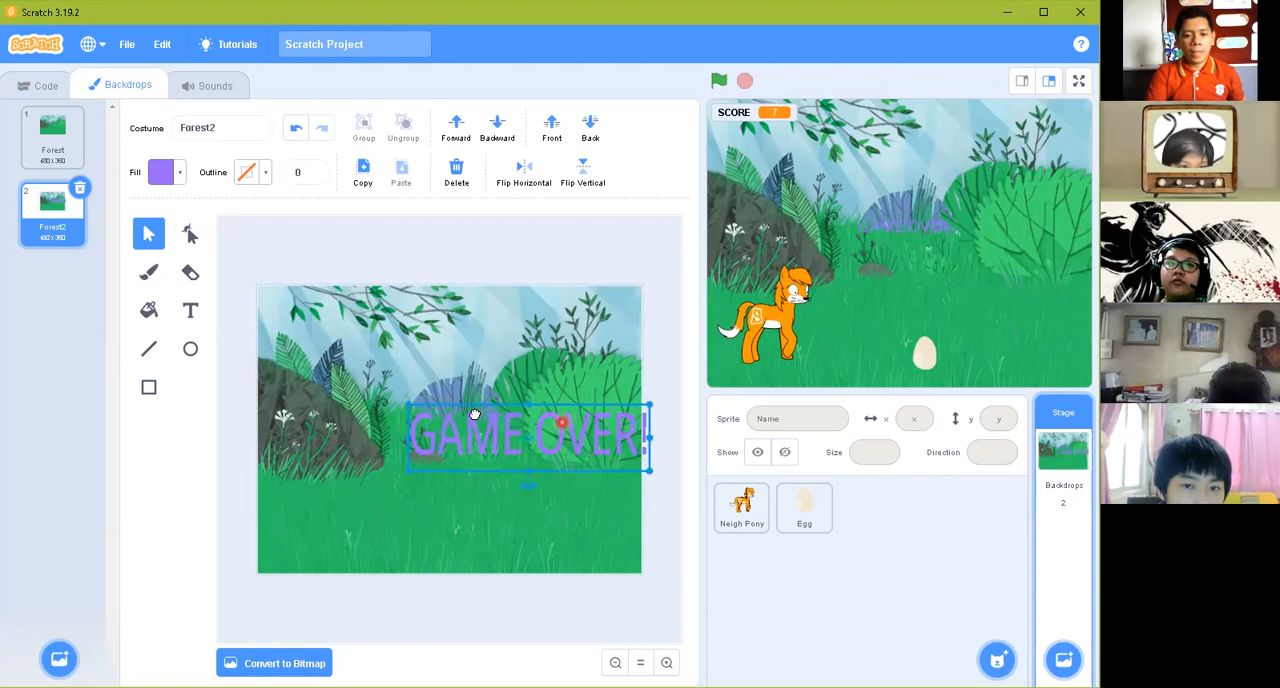 Scratch 3.19.2
SCRATCH File Edit Tutorials Scratch Project ?
Code Backdrops Sounds
1
Forest
480 x 360
2
Forest2
492 x 360
Costume Forest2 Group Ungroup Forward Backward Front Back
Fill Outline 0 Copy Paste Delete Flip Horizontal Flip Vertical
T
GAME OVER!
Convert to Bitmap
=
SCORE 7
GAME OVER
S
Sprite Name x x y y
Show Size Direction
Neigh Pony
Egg
Stage
Backdrops
2